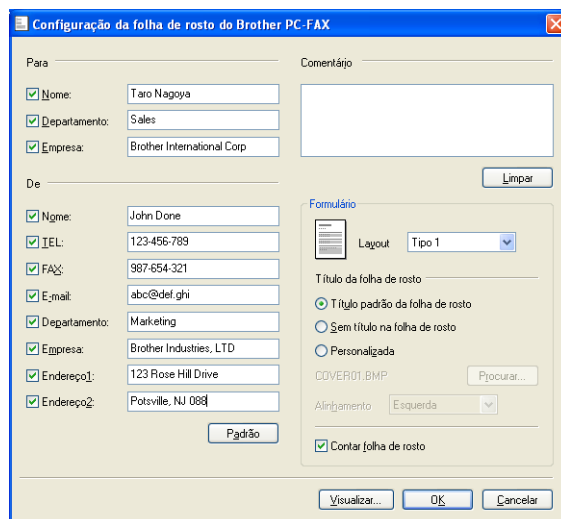 Configuração da folha de rosto do Brother PC-FAX
Para
Nome: Taro Nagoya
Departamento: Sales
Empresa: Brother International Corp
De
Nome: John Done
TEL: 123-456-789
FAX: 987-654-321
E-mail: abc@def.ghi
Departamento: Marketing
Empresa: Brother Industries, LTD
Endereço1: 123 Rose Hill Drive
Endereço2: Potsville, NJ 088
Padrão
Comentário
Limpar
Formulário
Layout Tipo 1
Título da folha de rosto
Título padrão da folha de rosto
Sem título na folha de rosto
Personalizada
COVER01.BMP Procurar...
Alinhamento Esquerda
Contar folha de rosto
Visualizar... OK Cancelar